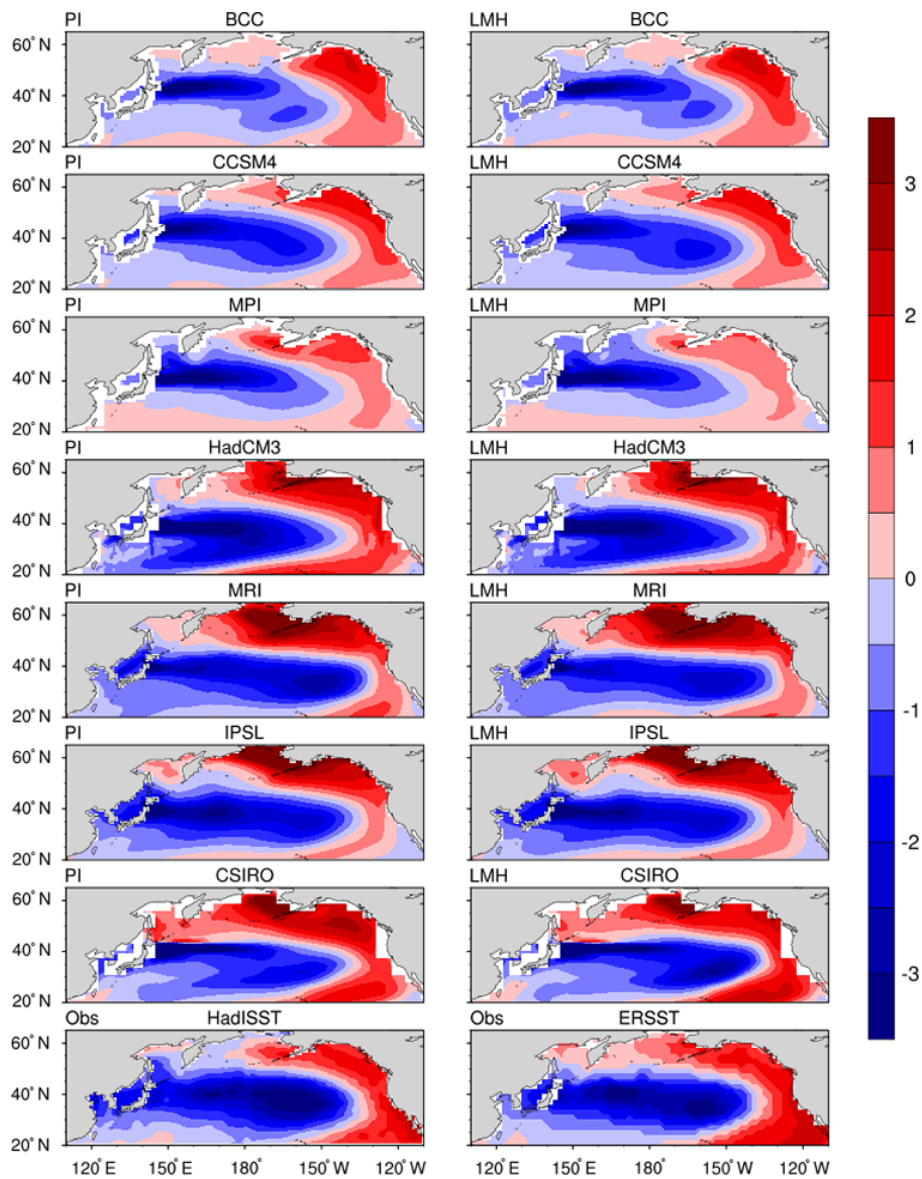 PI BCC LMH BCC
60° N
40° N
20° N
PI CCSM4 LMH CCSM4
60° N
40° N
20° N
PI MPI LMH MPI
60° N
40° N
20° N
PI HadCM3 LMH HadCM3
60° N
40° N
20° N
PI MRI LMH MRI
60° N
40° N
20° N
PI IPSL LMH IPSL
60° N
40° N
20° N
PI CSIRO LMH CSIRO
60° N
40° N
20° N
Obs HadISST Obs ERSST
60° N
40° N
20° N
120° E 150° E 180° 150° W 120° W 120° E 150° E 180° 150° W 120° W
3
2
1
0
-1
-2
-3